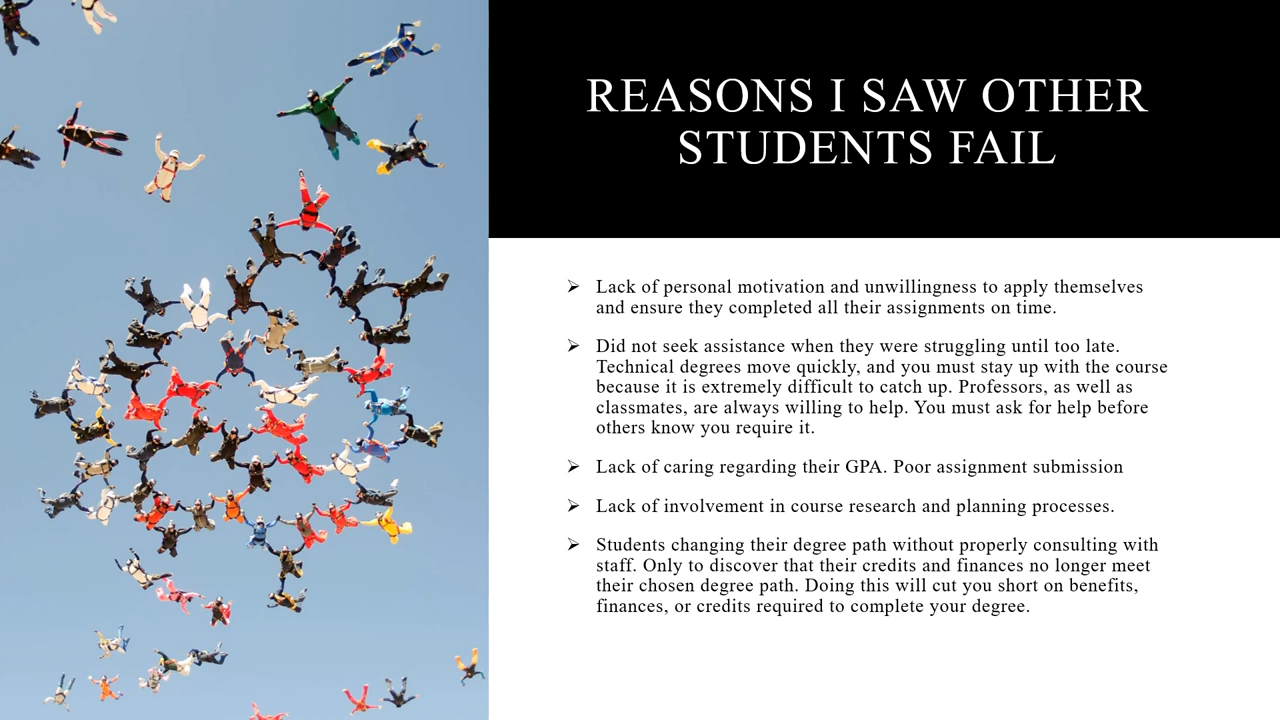 REASONS I SAW OTHER
STUDENTS FAIL
➢ Lack of personal motivation and unwillingness to apply themselves
and ensure they completed all their assignments on time.
➢ Did not seek assistance when they were struggling until too late.
Technical degrees move quickly, and you must stay up with the course
because it is extremely difficult to catch up. Professors, as well as
classmates, are always willing to help. You must ask for help before
others know you require it.
➢ Lack of caring regarding their GPA. Poor assignment submission
➢ Lack of involvement in course research and planning processes.
➢ Students changing their degree path without properly consulting with
staff. Only to discover that their credits and finances no longer meet
their chosen degree path. Doing this will cut you short on benefits,
finances, or credits required to complete your degree.